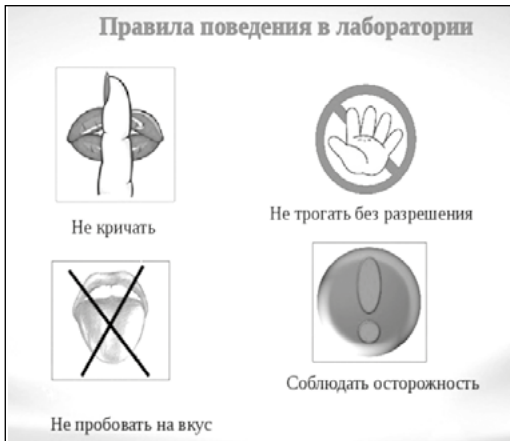 Правила поведения в лаборатории
Не кричать
Не трогать без разрешения
Не пробовать на вкус
Соблюдать осторожность